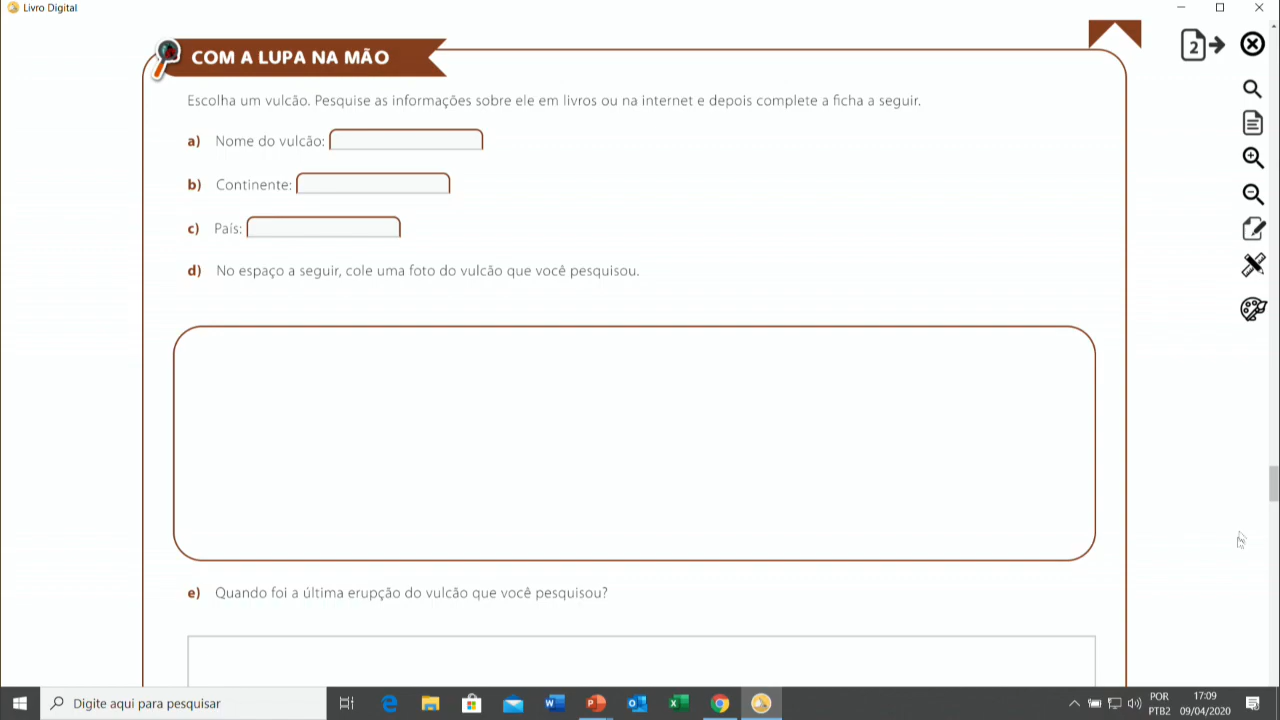 Livro Digital
COM A LUPA NA MÃO
2
Escolha um vulcão. Pesquise as informações sobre ele em livros ou na internet e depois complete a ficha a seguir.
a) Nome do vulcão:
b) Continente:
c) País:
d) No espaço a seguir, cole uma foto do vulcão que você pesquisou.
e) Quando foi a última erupção do vulcão que você pesquisou?
Digite aqui para pesquisar
POR
PTB2
17:09
09/04/2020